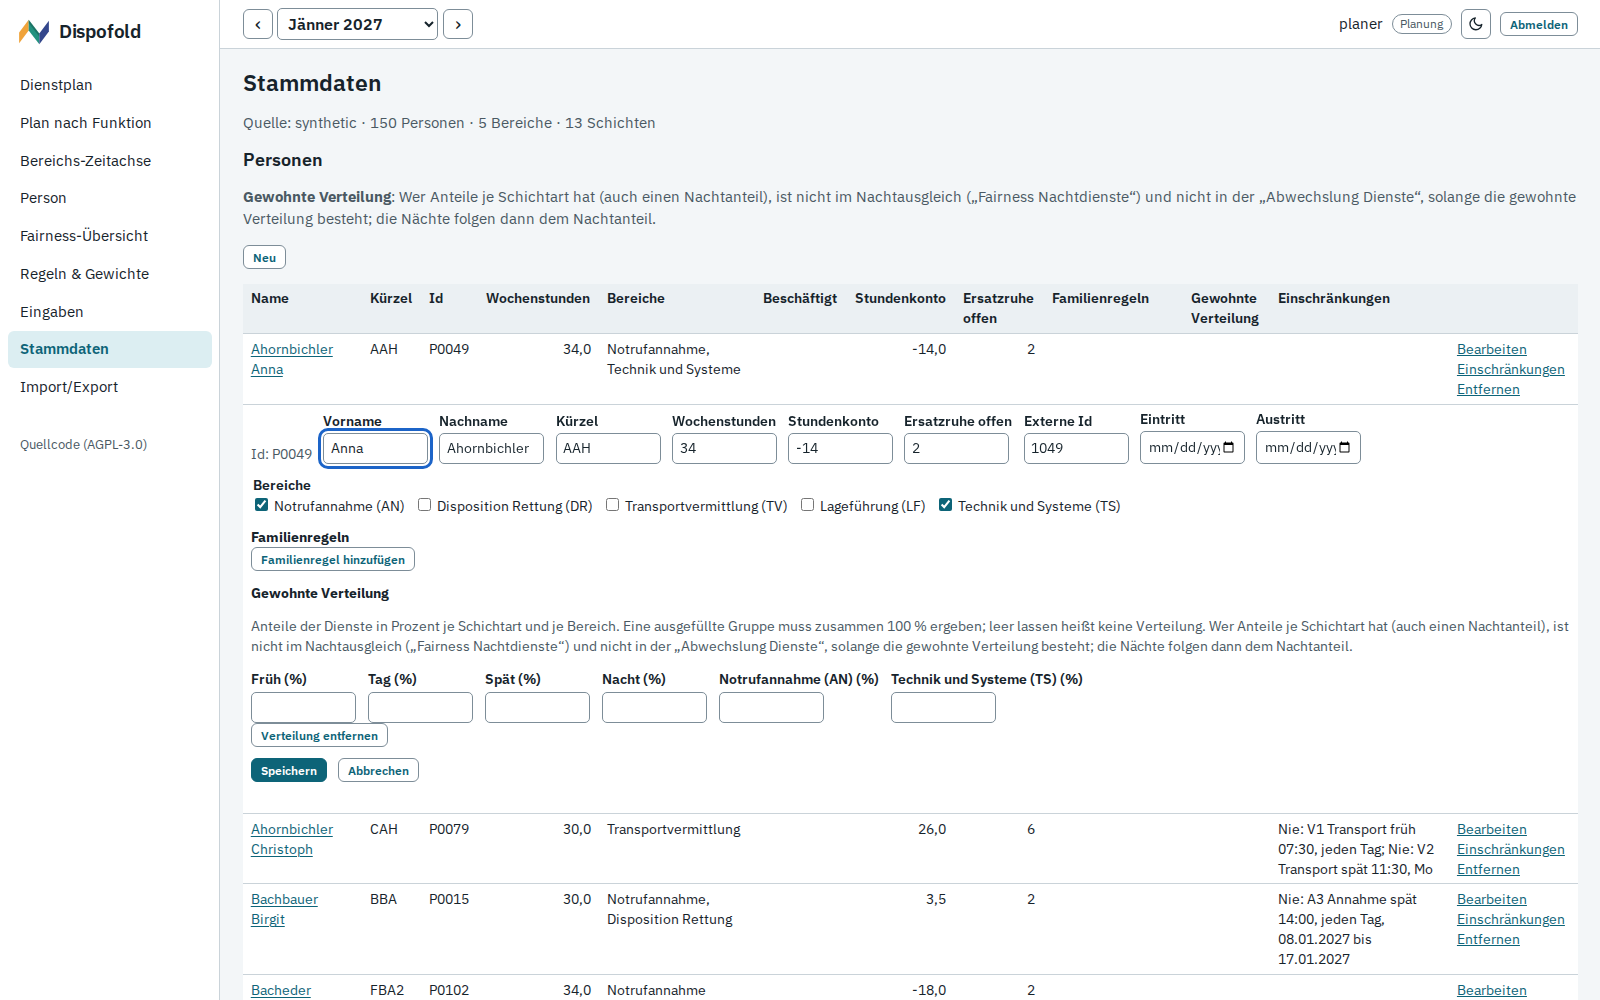 Dispofold
Dienstplan
Plan nach Funktion
Bereichs-Zeitachse
Person
Fairness-Übersicht
Regeln & Gewichte
Eingaben
Stammdaten
Import/Export
Quellcode (AGPL-3.0)
‹ Jänner 2027 ›
planer Planung Abmelden
Stammdaten
Quelle: synthetic · 150 Personen · 5 Bereiche · 13 Schichten
Personen
Gewohnte Verteilung: Wer Anteile je Schichtart hat (auch einen Nachtanteil), ist nicht im Nachtausgleich („Fairness Nachtdienste“) und nicht in der „Abwechslung Dienste“, solange die gewohnte
Verteilung besteht; die Nächte folgen dann dem Nachtanteil.
Neu
Name Kürzel Id Wochenstunden Bereiche Beschäftigt Stundenkonto Ersatzruhe Familienregeln Gewohnte Einschränkungen
offen Verteilung
Ahornbichler AAH P0049 34,0 Notrufannahme, -14,0 2 Bearbeiten
Anna Technik und Systeme Einschränkungen
Entfernen
Vorname Nachname Kürzel Wochenstunden Stundenkonto Ersatzruhe offen Externe Id Eintritt Austritt
Id: P0049 Anna Ahornbichler AAH 34 -14 2 1049 mm/dd/yyy mm/dd/yyy
Bereiche
Notrufannahme (AN) Disposition Rettung (DR) Transportvermittlung (TV) Lageführung (LF) Technik und Systeme (TS)
Familienregeln
Familienregel hinzufügen
Gewohnte Verteilung
Anteile der Dienste in Prozent je Schichtart und je Bereich. Eine ausgefüllte Gruppe muss zusammen 100 % ergeben; leer lassen heißt keine Verteilung. Wer Anteile je Schichtart hat (auch einen Nachtanteil), ist
nicht im Nachtausgleich („Fairness Nachtdienste“) und nicht in der „Abwechslung Dienste“, solange die gewohnte Verteilung besteht; die Nächte folgen dann dem Nachtanteil.
Früh (%) Tag (%) Spät (%) Nacht (%) Notrufannahme (AN) (%) Technik und Systeme (TS) (%)
Verteilung entfernen
Speichern Abbrechen
Ahornbichler CAH P0079 30,0 Transportvermittlung 26,0 6 Nie: V1 Transport früh Bearbeiten
Christoph 07:30, jeden Tag; Nie: V2 Einschränkungen
Transport spät 11:30, Mo Entfernen
Bachbauer BBA P0015 30,0 Notrufannahme, 3,5 2 Nie: A3 Annahme spät Bearbeiten
Birgit Disposition Rettung 14:00, jeden Tag, Einschränkungen
08.01.2027 bis Entfernen
17.01.2027
Bacheder FBA2 P0102 34,0 Notrufannahme -18,0 2 Bearbeiten